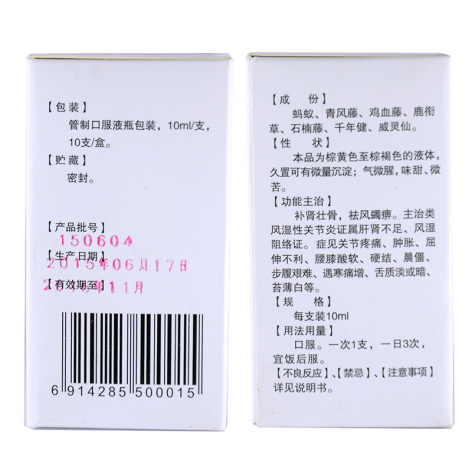 【包装】
管制口服液瓶包装，10ml/支，
10支/盒。
【贮藏】
密封。
【产品批号】
150604
【生产日期】
2015年06月17日
【有效期至】
年11月
6 914285 500015
【成 份】
蚂蚁、青风藤、鸡血藤、鹿衔
草、石楠藤、千年健、威灵仙。
【性 状】
本品为棕黄色至棕褐色的液体，
久置可有微量沉淀；气微腥，味甜、微
苦。
【功能主治】
补肾壮骨，祛风蠲痹。主治类
风湿性关节炎证属肝肾不足、风湿
阻络证。症见关节疼痛、肿胀、屈
伸不利、腰膝酸软、硬结、晨僵、
步履艰难、遇寒痛增、舌质淡或暗、
苔薄白等。
【规 格】
每支装10ml
【用法用量】
口服。一次1支，一日3次，
宜饭后服。
【不良反应】、【禁忌】、【注意事项】
详见说明书。